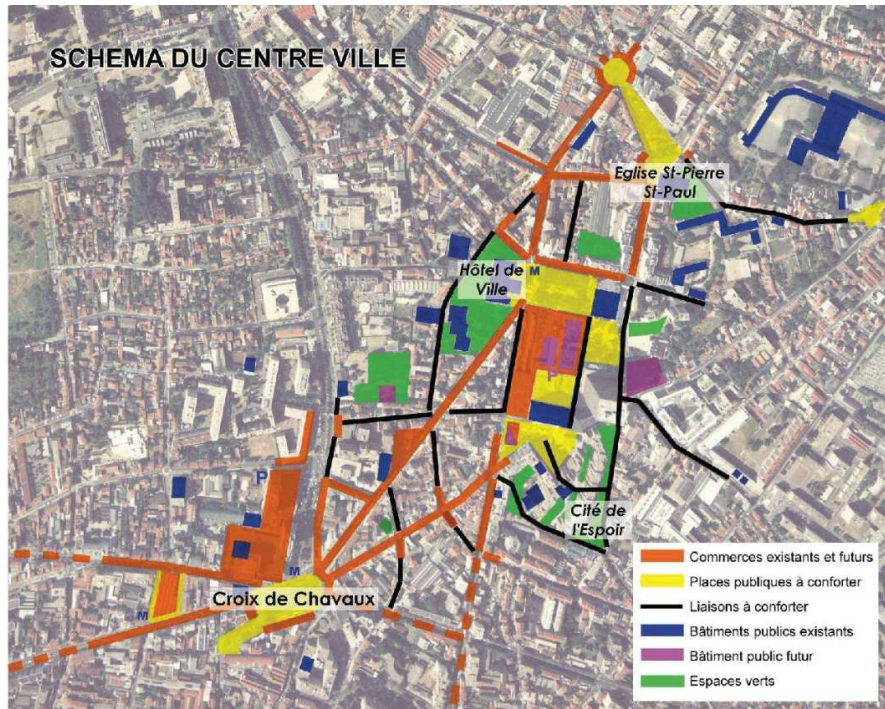 SCHEMA DU CENTRE VILLE
Eglise St-Pierre
St-Paul
Hôtel de
Ville
M
P
Cité de
l'Espoir
M
Croix de Chavaux
M
Commerces existants et futurs
Places publiques à conforter
Liaisons à conforter
Bâtiments publics existants
Bâtiment public futur
Espaces verts